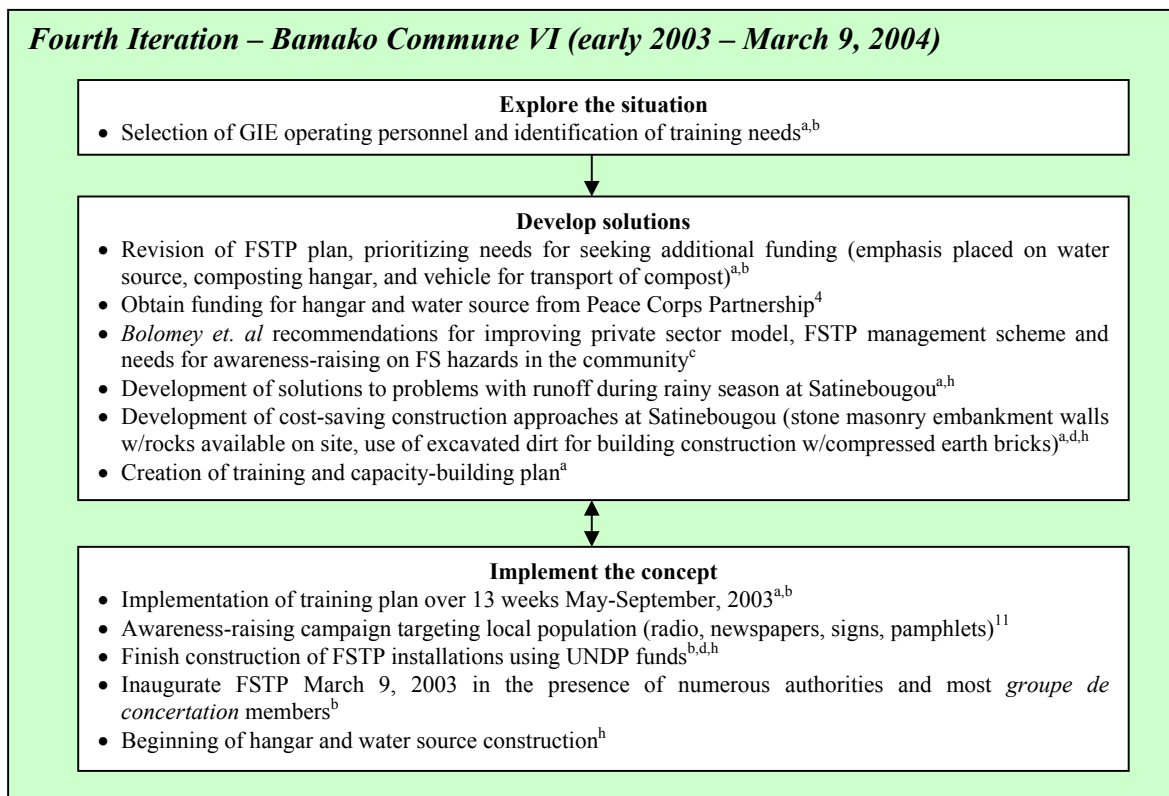 Fourth Iteration – Bamako Commune VI (early 2003 – March 9, 2004)
Explore the situation
• Selection of GIE operating personnel and identification of training needsa,b
Develop solutions
• Revision of FSTP plan, prioritizing needs for seeking additional funding (emphasis placed on water
source, composting hangar, and vehicle for transport of compost)a,b
• Obtain funding for hangar and water source from Peace Corps Partnership4
• Bolomey et. al recommendations for improving private sector model, FSTP management scheme and
needs for awareness-raising on FS hazards in the communityc
• Development of solutions to problems with runoff during rainy season at Satinebougoua,h
• Development of cost-saving construction approaches at Satinebougou (stone masonry embankment walls
w/rocks available on site, use of excavated dirt for building construction w/compressed earth bricks)a,d,h
• Creation of training and capacity-building plana
Implement the concept
• Implementation of training plan over 13 weeks May-September, 2003a,b
• Awareness-raising campaign targeting local population (radio, newspapers, signs, pamphlets)11
• Finish construction of FSTP installations using UNDP fundsb,d,h
• Inaugurate FSTP March 9, 2003 in the presence of numerous authorities and most groupe de
concertation membersb
• Beginning of hangar and water source constructionh